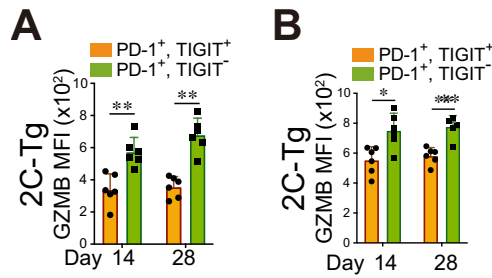 A
PD-1⁺, TIGIT⁺
PD-1⁺, TIGIT⁻
2C-Tg
GZMB MFI (x10²)
10
8
6
4
2
0
**
**
Day 14 28
B
PD-1⁺, TIGIT⁺
PD-1⁺, TIGIT⁻
2C-Tg
GZMB MFI (x10²)
10
8
6
4
2
0
*
Day 14 28